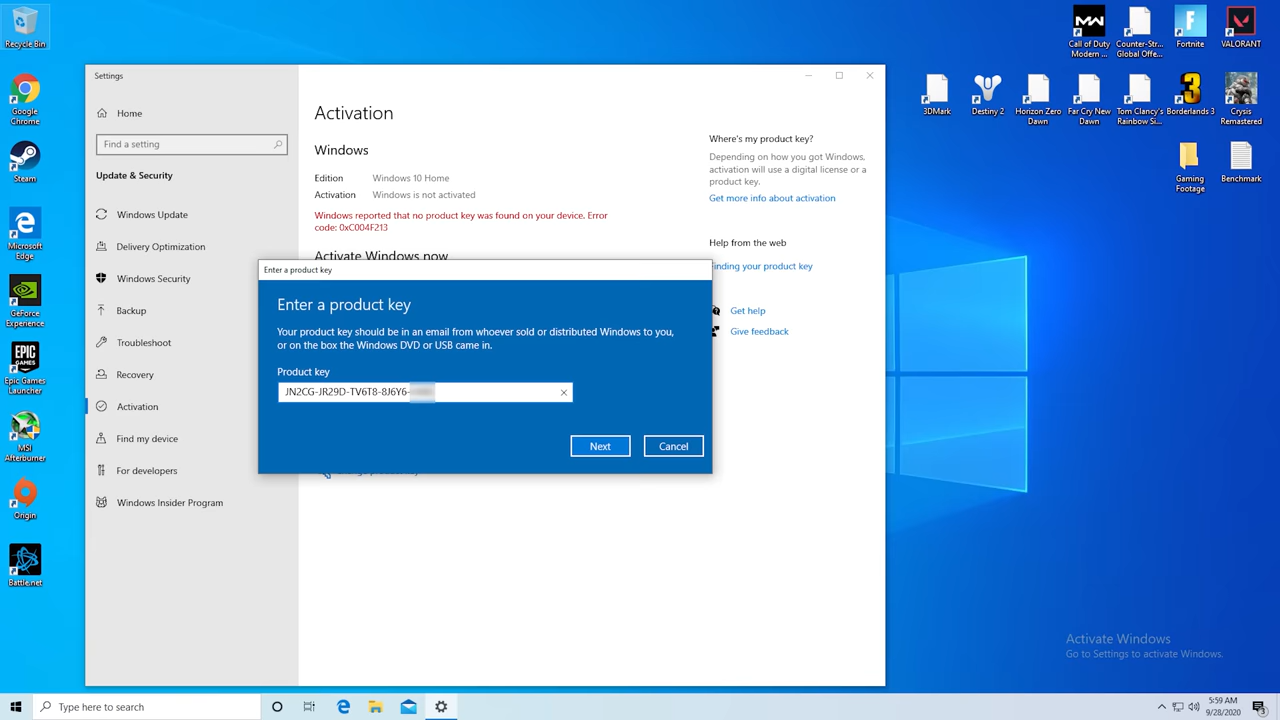 Recycle Bin
Google
Chrome
Steam
Microsoft
Edge
GeForce
Experience
Epic Games
Launcher
MSI
Afterburner
Origin
Battle.net
Call of Duty
Modern ...
Counter-Str...
Global Offe...
Fortnite
VALORANT
3DMark
Destiny 2
Horizon Zero
Dawn
Far Cry New
Dawn
Tom Clancy's
Rainbow Si...
Borderlands 3
Crysis
Remastered
Gaming
Footage
Benchmark
Settings
Home
Find a setting
Update & Security
Windows Update
Delivery Optimization
Windows Security
Backup
Troubleshoot
Recovery
Activation
Find my device
For developers
Windows Insider Program
Activation
Windows
Edition Windows 10 Home
Activation Windows is not activated
Windows reported that no product key was found on your device. Error
code: 0xC004F213
Activate Windows now
Where's my product key?
Depending on how you got Windows,
activation will use a digital license or a
product key.
Get more info about activation
Help from the web
Finding your product key
Get help
Give feedback
Enter a product key
Enter a product key
Your product key should be in an email from whoever sold or distributed Windows to you,
or on the box the Windows DVD or USB came in.
Product key
JN2CG-JR29D-TV6T8-8J6Y6-
Next
Cancel
Activate Windows
Go to Settings to activate Windows.
Type here to search
5:59 AM
9/28/2020
3